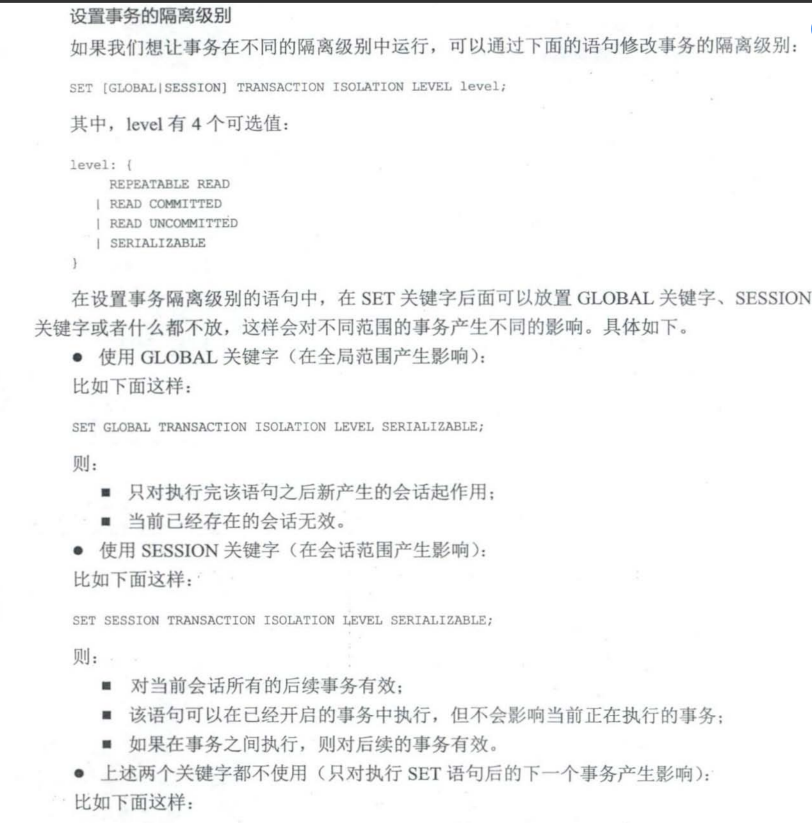 设置事务的隔离级别
如果我们想让事务在不同的隔离级别中运行，可以通过下面的语句修改事务的隔离级别：
SET [GLOBAL|SESSION] TRANSACTION ISOLATION LEVEL level;
其中，level 有 4 个可选值：
level: {
REPEATABLE READ
| READ COMMITTED
| READ UNCOMMITTED
| SERIALIZABLE
}
在设置事务隔离级别的语句中，在 SET 关键字后面可以放置 GLOBAL 关键字、SESSION
关键字或者什么都不放，这样会对不同范围的事务产生不同的影响。具体如下。
● 使用 GLOBAL 关键字（在全局范围产生影响）：
比如下面这样：
SET GLOBAL TRANSACTION ISOLATION LEVEL SERIALIZABLE;
则：
■ 只对执行完该语句之后新产生的会话起作用；
■ 当前已经存在的会话无效。
● 使用 SESSION 关键字（在会话范围产生影响）：
比如下面这样：
SET SESSION TRANSACTION ISOLATION LEVEL SERIALIZABLE;
则：
■ 对当前会话所有的后续事务有效；
■ 该语句可以在已经开启的事务中执行，但不会影响当前正在执行的事务；
■ 如果在事务之间执行，则对后续的事务有效。
● 上述两个关键字都不使用（只对执行 SET 语句后的下一个事务产生影响）：
比如下面这样：